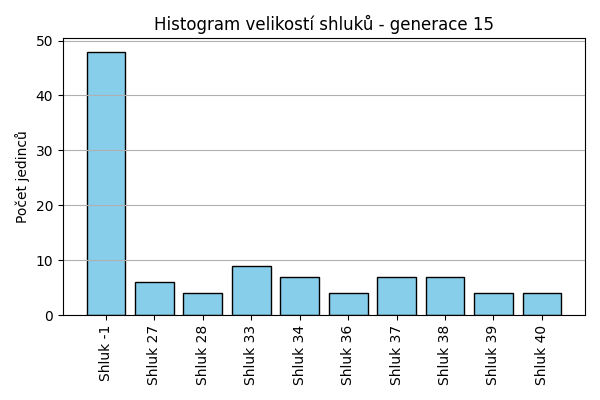 Histogram velikostí shluků - generace 15
Počet jedinců
50
40
30
20
10
0
Shluk -1
Shluk 27
Shluk 28
Shluk 33
Shluk 34
Shluk 36
Shluk 37
Shluk 38
Shluk 39
Shluk 40